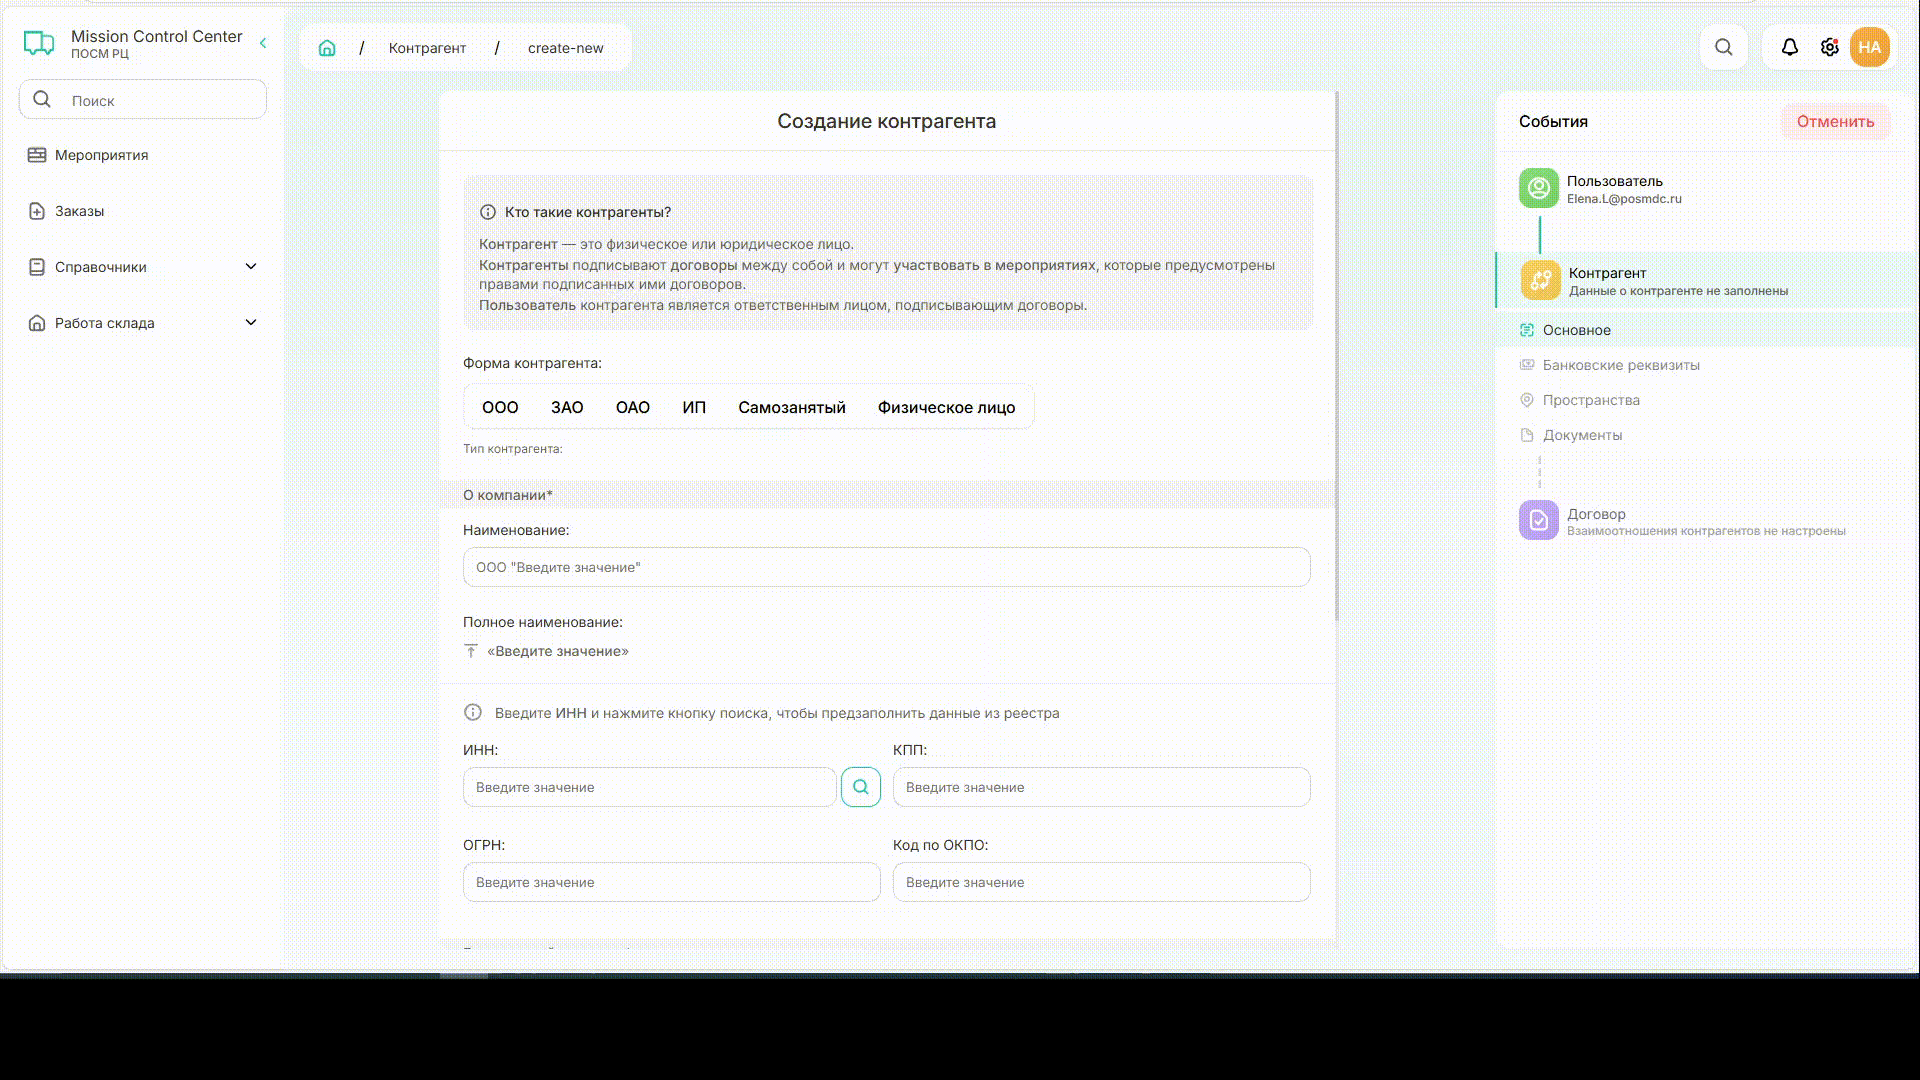 Mission Control Center
ПОСМ РЦ
Поиск
Мероприятия
Заказы
Справочники
Работа склада
/ Контрагент / create-new
НА
Создание контрагента
Кто такие контрагенты?
Контрагент — это физическое или юридическое лицо.
Контрагенты подписывают договоры между собой и могут участвовать в мероприятиях, которые предусмотрены
правами подписанных ими договоров.
Пользователь контрагента является ответственным лицом, подписывающим договоры.
Форма контрагента:
ООО ЗАО ОАО ИП Самозанятый Физическое лицо
Тип контрагента:
О компании*
Наименование:
ООО "Введите значение"
Полное наименование:
«Введите значение»
Введите ИНН и нажмите кнопку поиска, чтобы предзаполнить данные из реестра
ИНН: КПП:
Введите значение Введите значение
ОГРН: Код по ОКПО:
Введите значение Введите значение
События Отменить
Пользователь
Elena.L@posmdc.ru
Контрагент
Данные о контрагенте не заполнены
Основное
Банковские реквизиты
Пространства
Документы
Договор
Взаимоотношения контрагентов не настроены